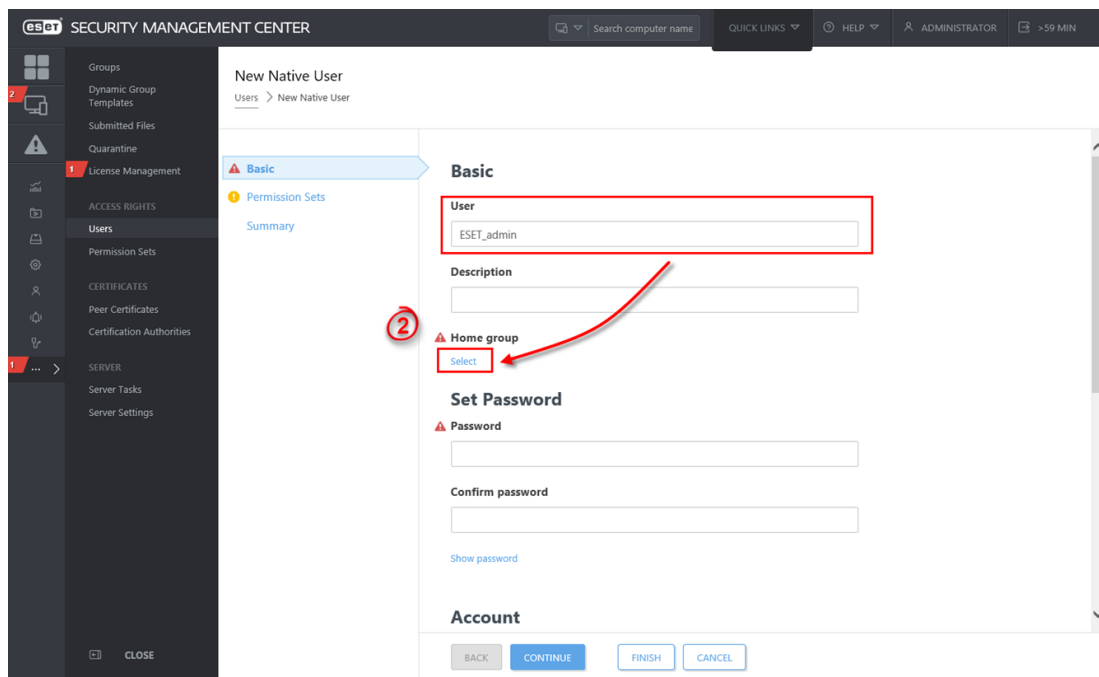 eset SECURITY MANAGEMENT CENTER
Search computer name
QUICK LINKS
HELP
ADMINISTRATOR
>59 MIN
2
1
1
...
Groups
Dynamic Group
Templates
Submitted Files
Quarantine
License Management
ACCESS RIGHTS
Users
Permission Sets
CERTIFICATES
Peer Certificates
Certification Authorities
SERVER
Server Tasks
Server Settings
CLOSE
New Native User
Users > New Native User
Basic
Permission Sets
Summary
Basic
User
ESET_admin
Description
2
Home group
Select
Set Password
Password
Confirm password
Show password
Account
BACK
CONTINUE
FINISH
CANCEL